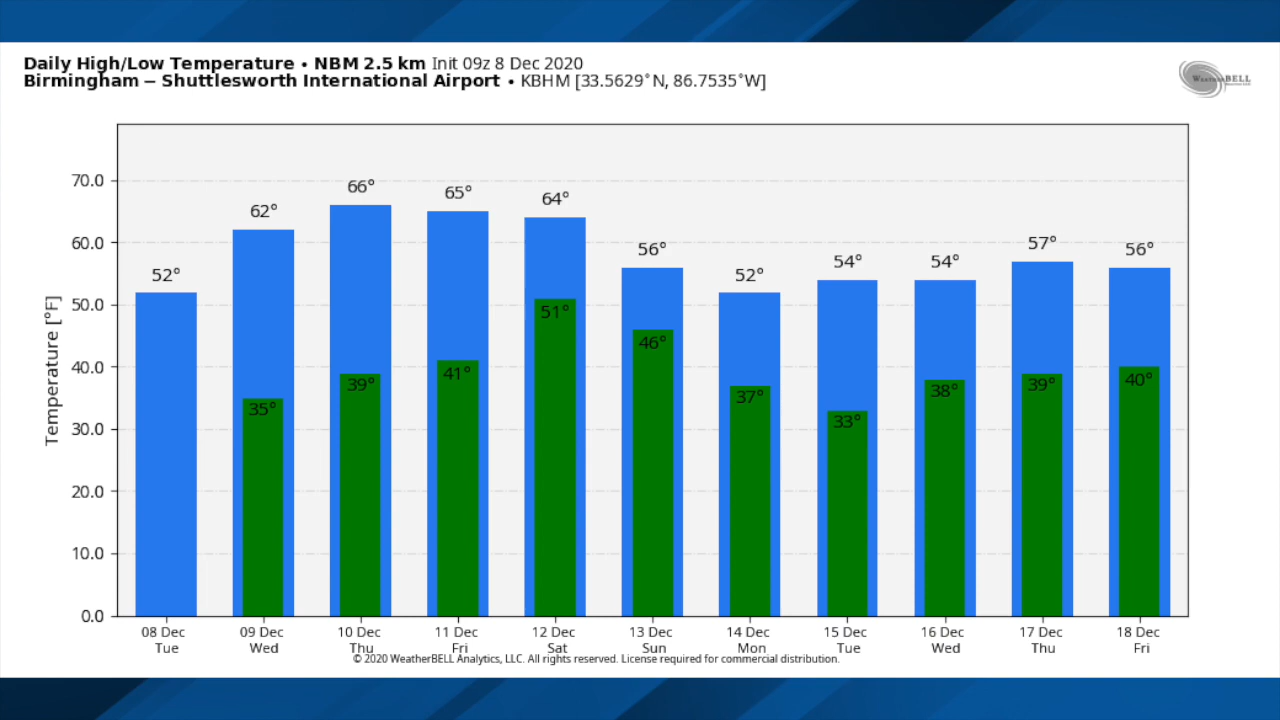 Daily High/Low Temperature • NBM 2.5 km Init 09z 8 Dec 2020
Birmingham — Shuttlesworth International Airport • KBHM [33.5629°N, 86.7535°W]
WeatherBELL
Temperature [°F]
70.0
60.0
50.0
40.0
30.0
20.0
10.0
0.0
52° 62° 66° 65° 64° 56° 52° 54° 54° 57° 56°
35° 39° 41° 51° 46° 37° 33° 38° 39° 40°
08 Dec 09 Dec 10 Dec 11 Dec 12 Dec 13 Dec 14 Dec 15 Dec 16 Dec 17 Dec 18 Dec
Tue Wed Thu Fri Sat Sun Mon Tue Wed Thu Fri
© 2020 WeatherBELL Analytics, LLC. All rights reserved. License required for commercial distribution.